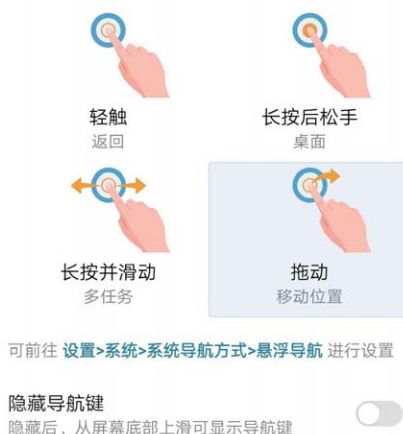 轻触 长按后松手
返回 桌面
长按并滑动 拖动
多任务 移动位置
可前往 设置>系统>系统导航方式>悬浮导航 进行设置
隐藏导航键
隐藏后，从屏幕底部上滑可显示导航键